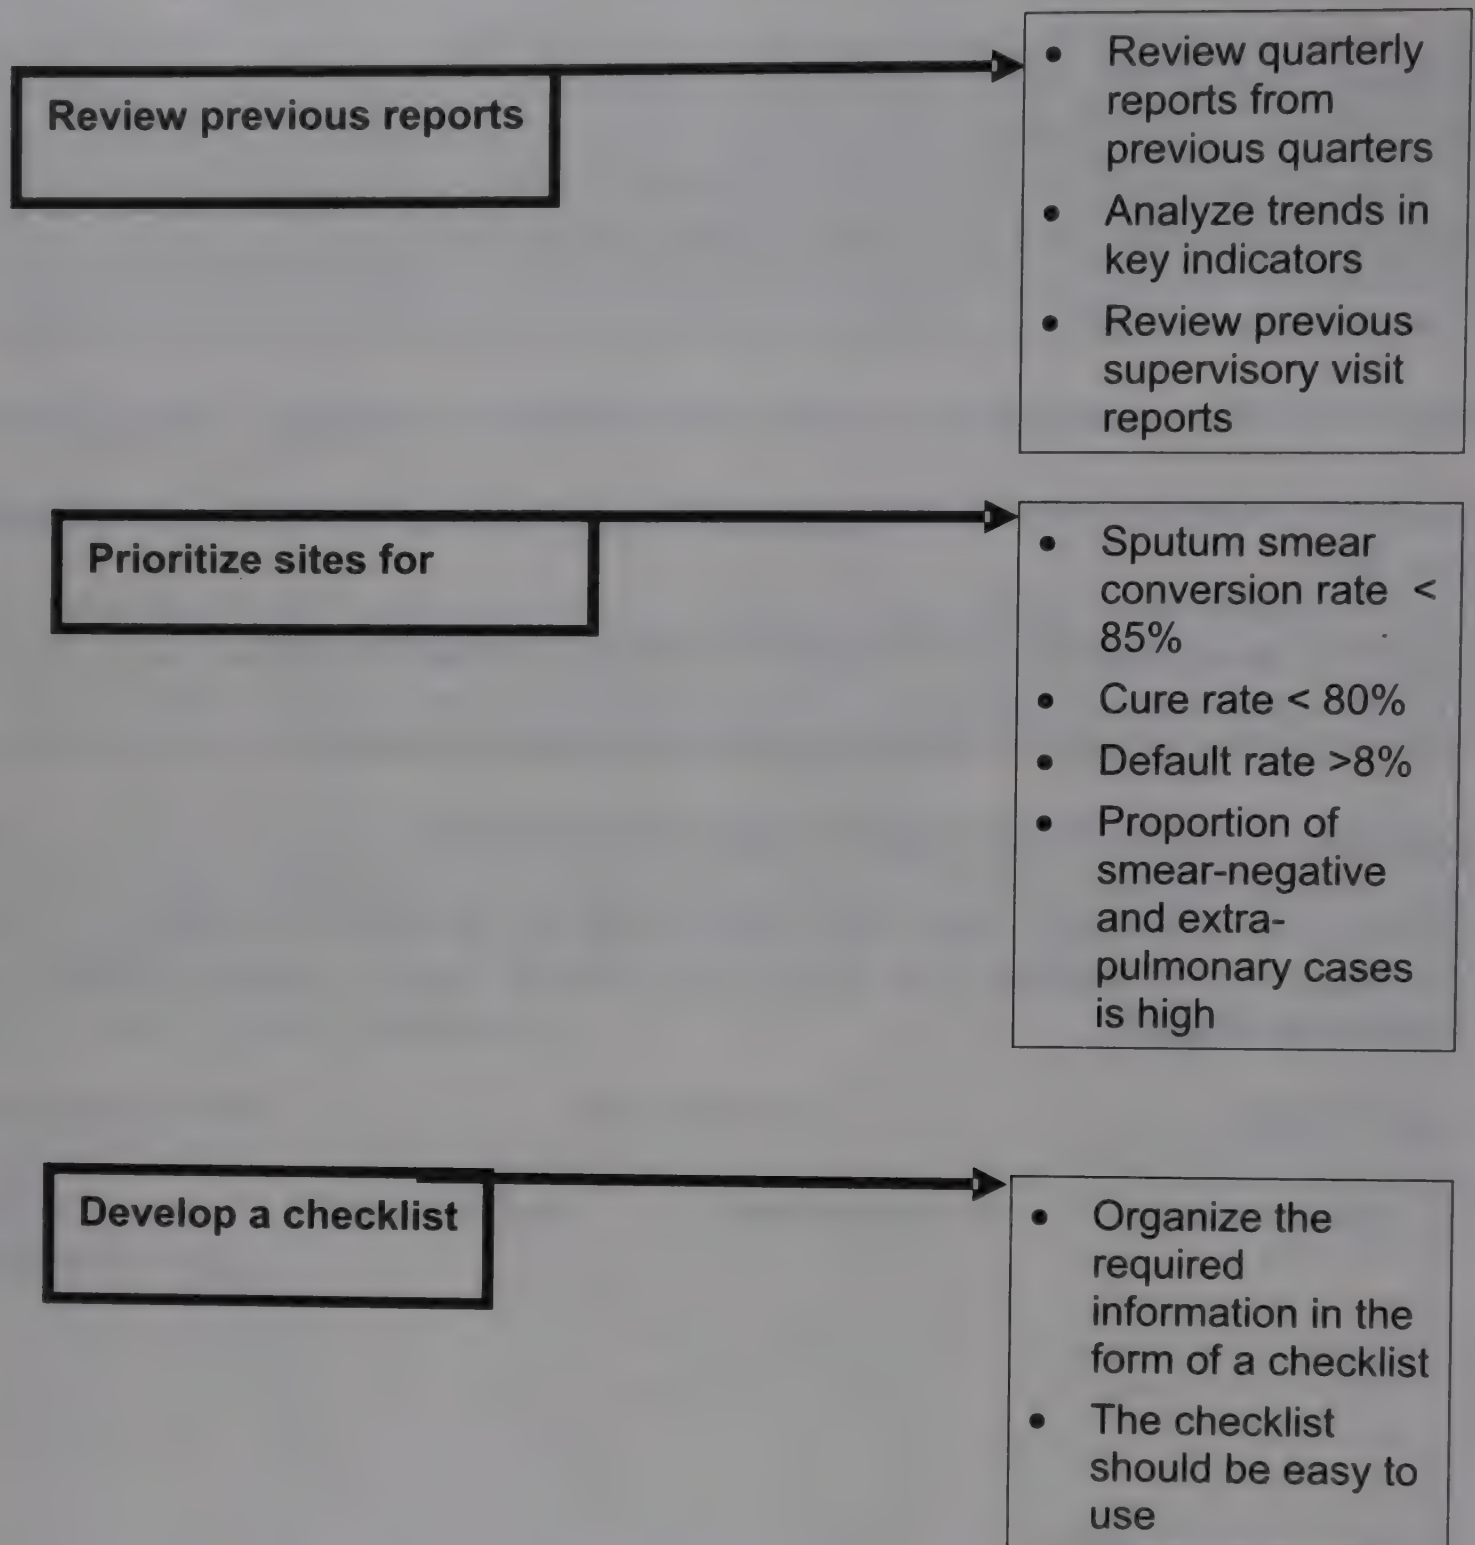 Review previous reports
• Review quarterly
reports from
previous quarters
• Analyze trends in
key indicators
• Review previous
supervisory visit
reports
Prioritize sites for
• Sputum smear
conversion rate <
85%
• Cure rate < 80%
• Default rate >8%
• Proportion of
smear-negative
and extra-
pulmonary cases
is high
Develop a checklist
• Organize the
required
information in the
form of a checklist
• The checklist
should be easy to
use